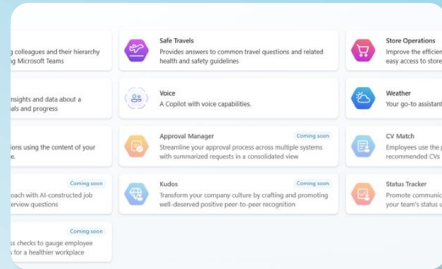 colleagues and their hierarchy
Microsoft Teams
Safe Travels
Provides answers to common travel questions and related
health and safety guidelines
Store Operations
Improve the efficien
easy access to store
nsights and data about a
als and progress
Voice
A Copilot with voice capabilities.
Weather
Your go-to assistant
ions using the content of your
e.
Approval Manager
Coming soon
Streamline your approval process across multiple systems
with summarized requests in a consolidated view
CV Match
Employees use the p
recommended CVs
Coming soon
oach with AI-constructed job
erview questions
Kudos
Coming soon
Transform your company culture by crafting and promoting
well-deserved positive peer-to-peer recognition
Status Tracker
Promote communic
your team's status u
Coming soon
ss checks to gauge employee
for a healthier workplace